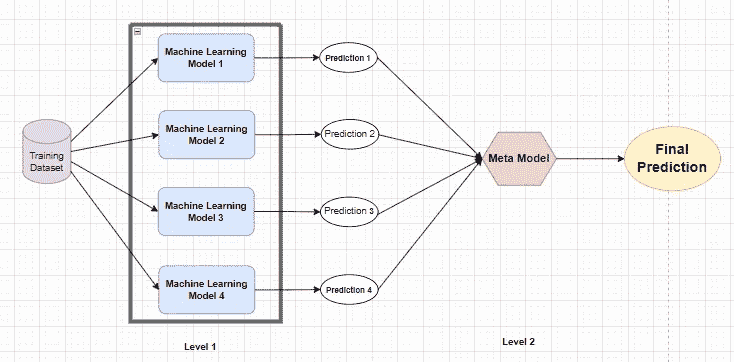 Machine Learning
Model 1
Prediction 1
Machine Learning
Model 2
Prediction 2
Training
Dataset
Meta Model
Final
Prediction
Machine Learning
Model 3
Prediction 3
Machine Learning
Model 4
Prediction 4
Level 1
Level 2